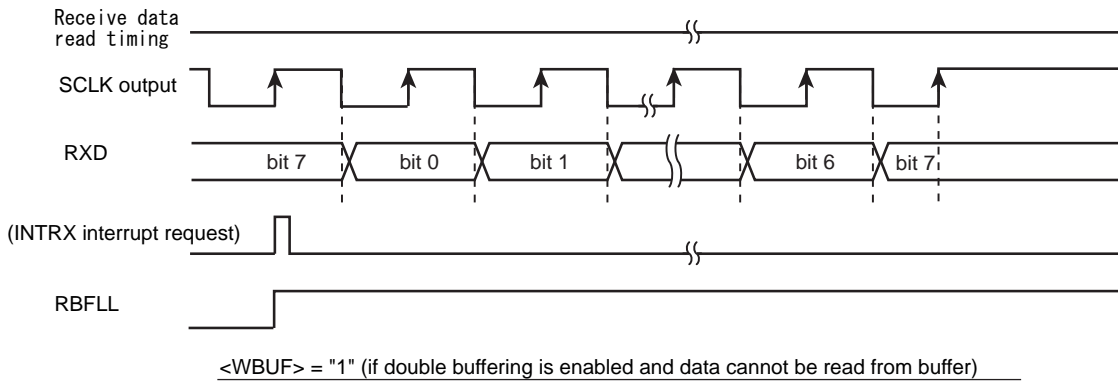 Receive data
read timing
SCLK output
RXD
bit 7
bit 0
bit 1
bit 6
bit 7
(INTRX interrupt request)
RBFLL
<WBUF> = "1" (if double buffering is enabled and data cannot be read from buffer)